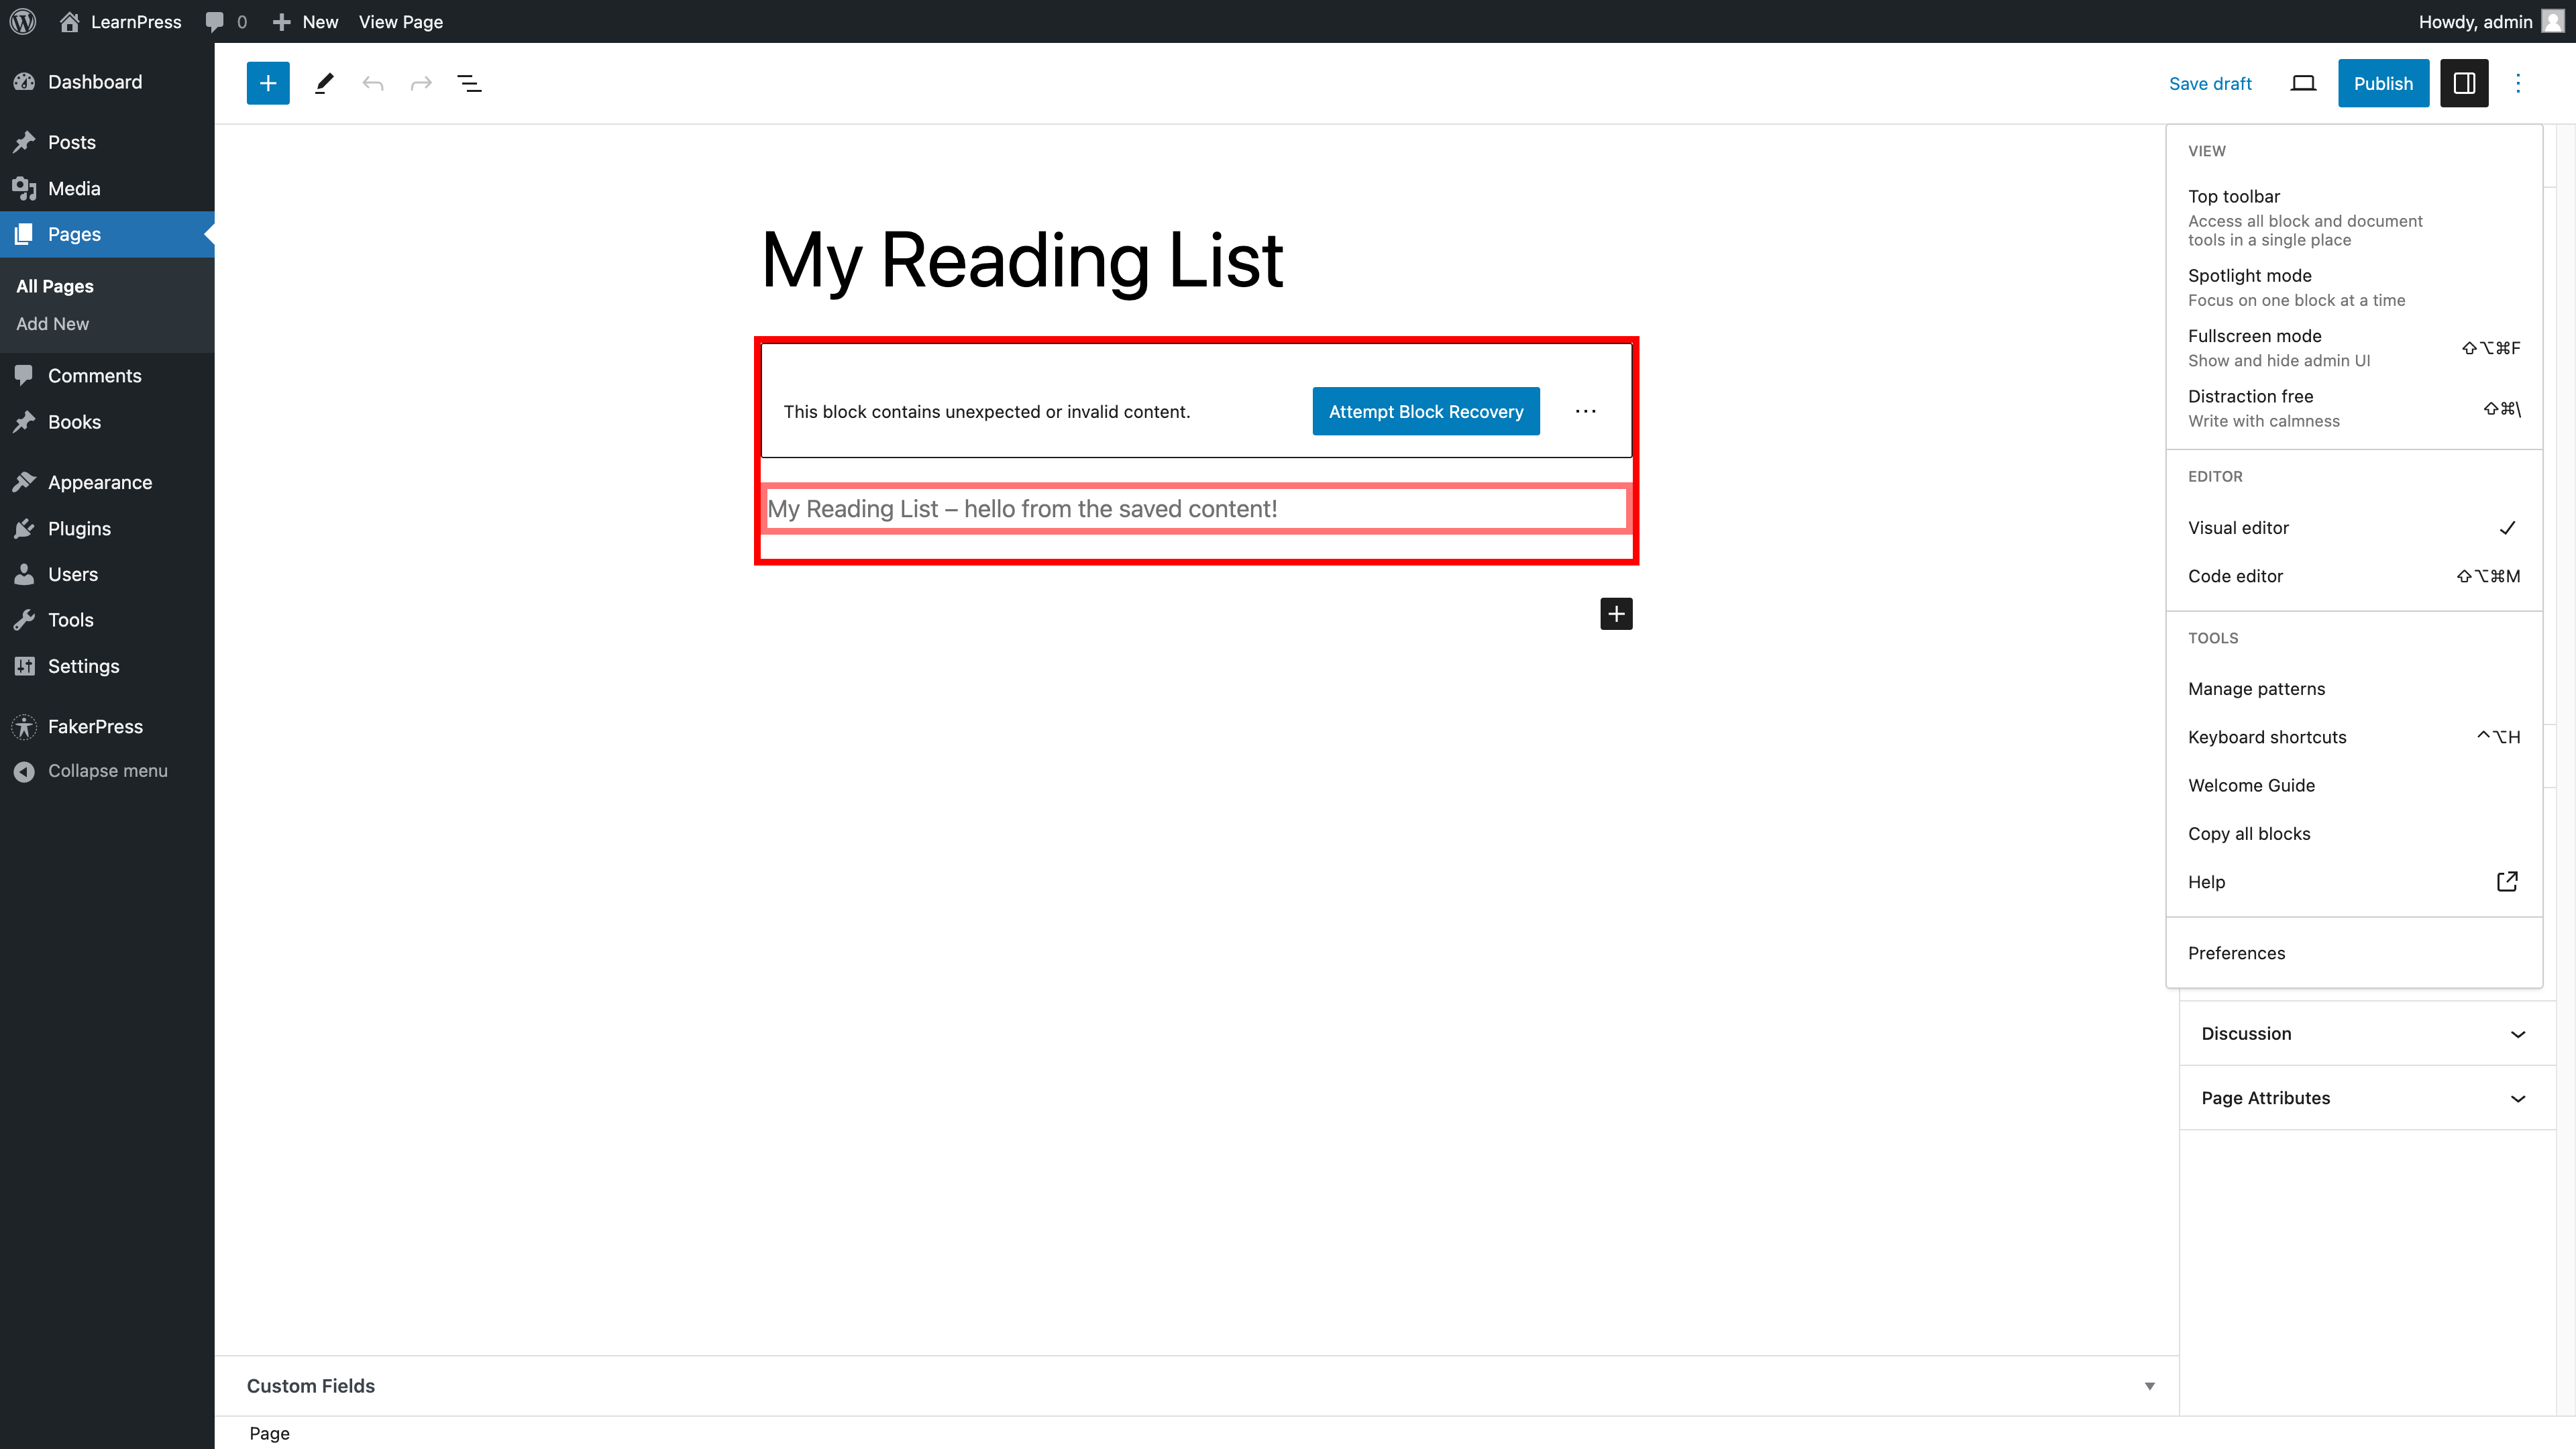 LearnPress 0 New View Page Howdy, admin
Dashboard
Posts
Media
Pages
All Pages
Add New
Comments
Books
Appearance
Plugins
Users
Tools
Settings
FakerPress
Collapse menu
Save draft Publish
My Reading List
This block contains unexpected or invalid content. Attempt Block Recovery
My Reading List – hello from the saved content!
VIEW
Top toolbar
Access all block and document
tools in a single place
Spotlight mode
Focus on one block at a time
Fullscreen mode ⇧⌥⌘F
Show and hide admin UI
Distraction free ⇧⌘\
Write with calmness
EDITOR
Visual editor
Code editor ⇧⌥⌘M
TOOLS
Manage patterns
Keyboard shortcuts ⌃⌥H
Welcome Guide
Copy all blocks
Help
Preferences
Discussion
Page Attributes
Custom Fields
Page